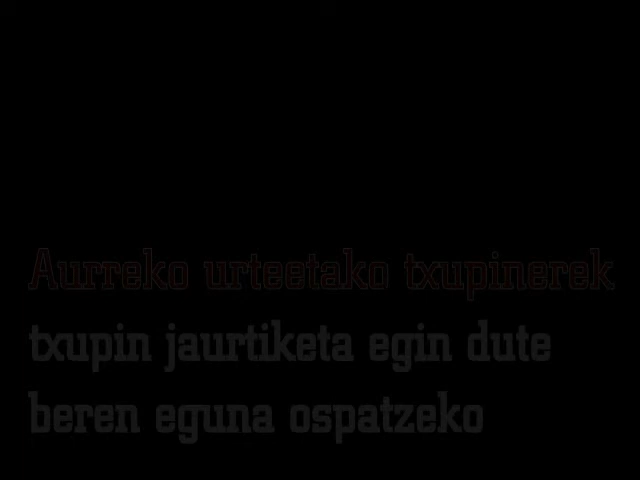 Aurreko urteetako txupinerek
txupin jaurtiketa egin dute
beren eguna ospatzeko